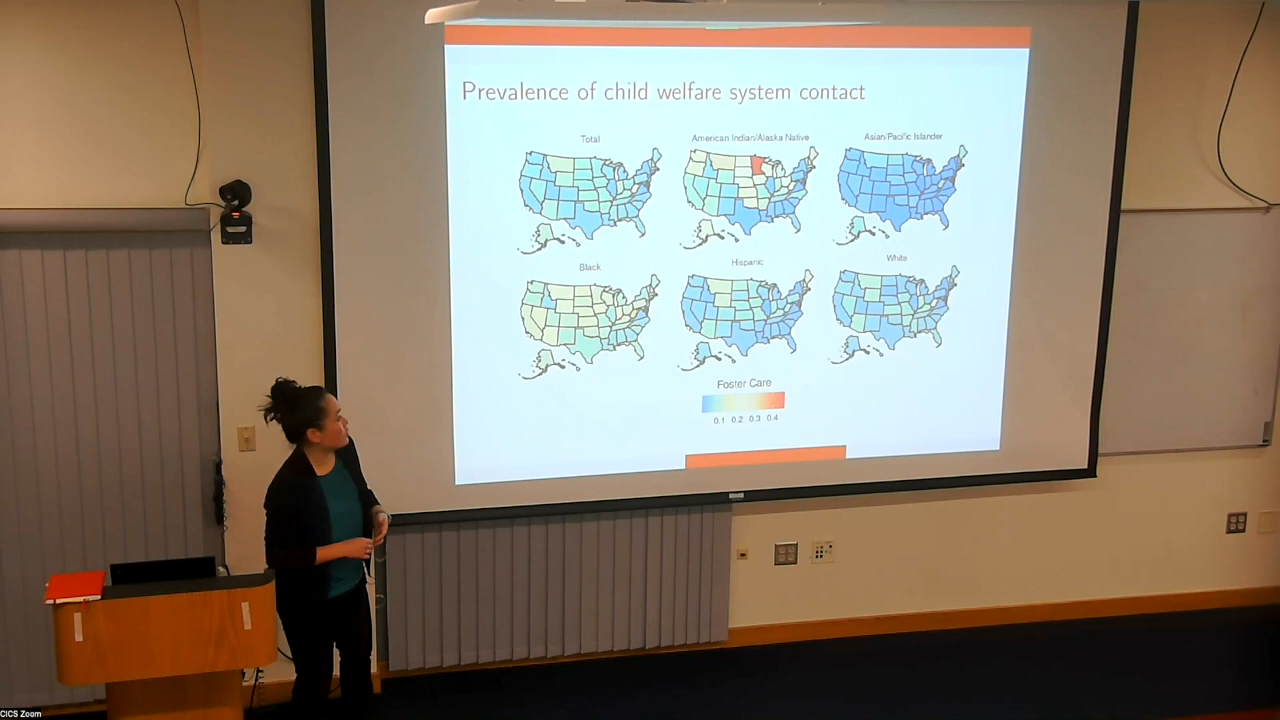 Prevalence of child welfare system contact
Total
American Indian/Alaska Native
Asian/Pacific Islander
Black
Hispanic
White
Foster Care
0.1 0.2 0.3 0.4
CICS Zoom